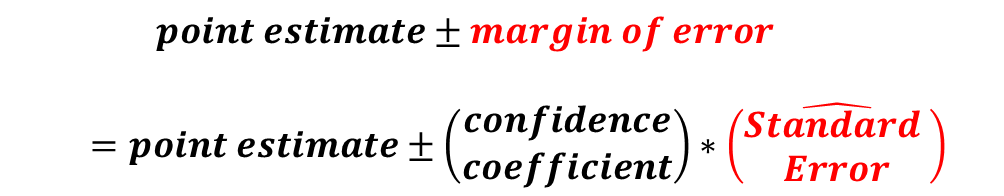 point estimate ± margin of error
= point estimate ± (confidence coefficient) * (Standard Error)